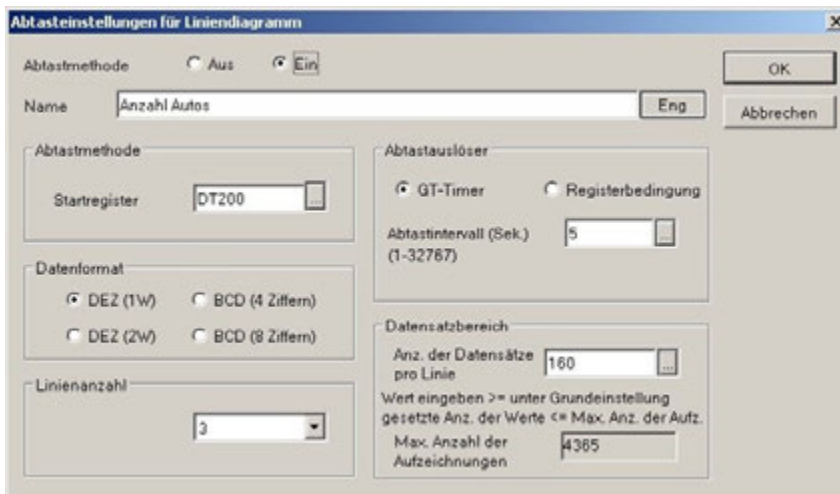 Abtasteinstellungen für Liniendiagramm
Abtastmethode Aus Ein
OK
Name Anzahl Autos Eng
Abbrechen
Abtastmethode
Startregister DT200 ...
Abtastauslöser
GT-Timer Registerbedingung
Abtastintervall (Sek.) 5 ...
(1-32767)
Datenformat
DEZ (1W) BCD (4 Ziffern)
DEZ (2W) BCD (8 Ziffern)
Datensatzbereich
Anz. der Datensätze
pro Linie 160 ...
Wert eingeben >= unter Grundeinstellung
gesetzte Anz. der Werte <= Max. Anz. der Aufz.
Max. Anzahl der
Aufzeichnungen 4365
Linienanzahl
3